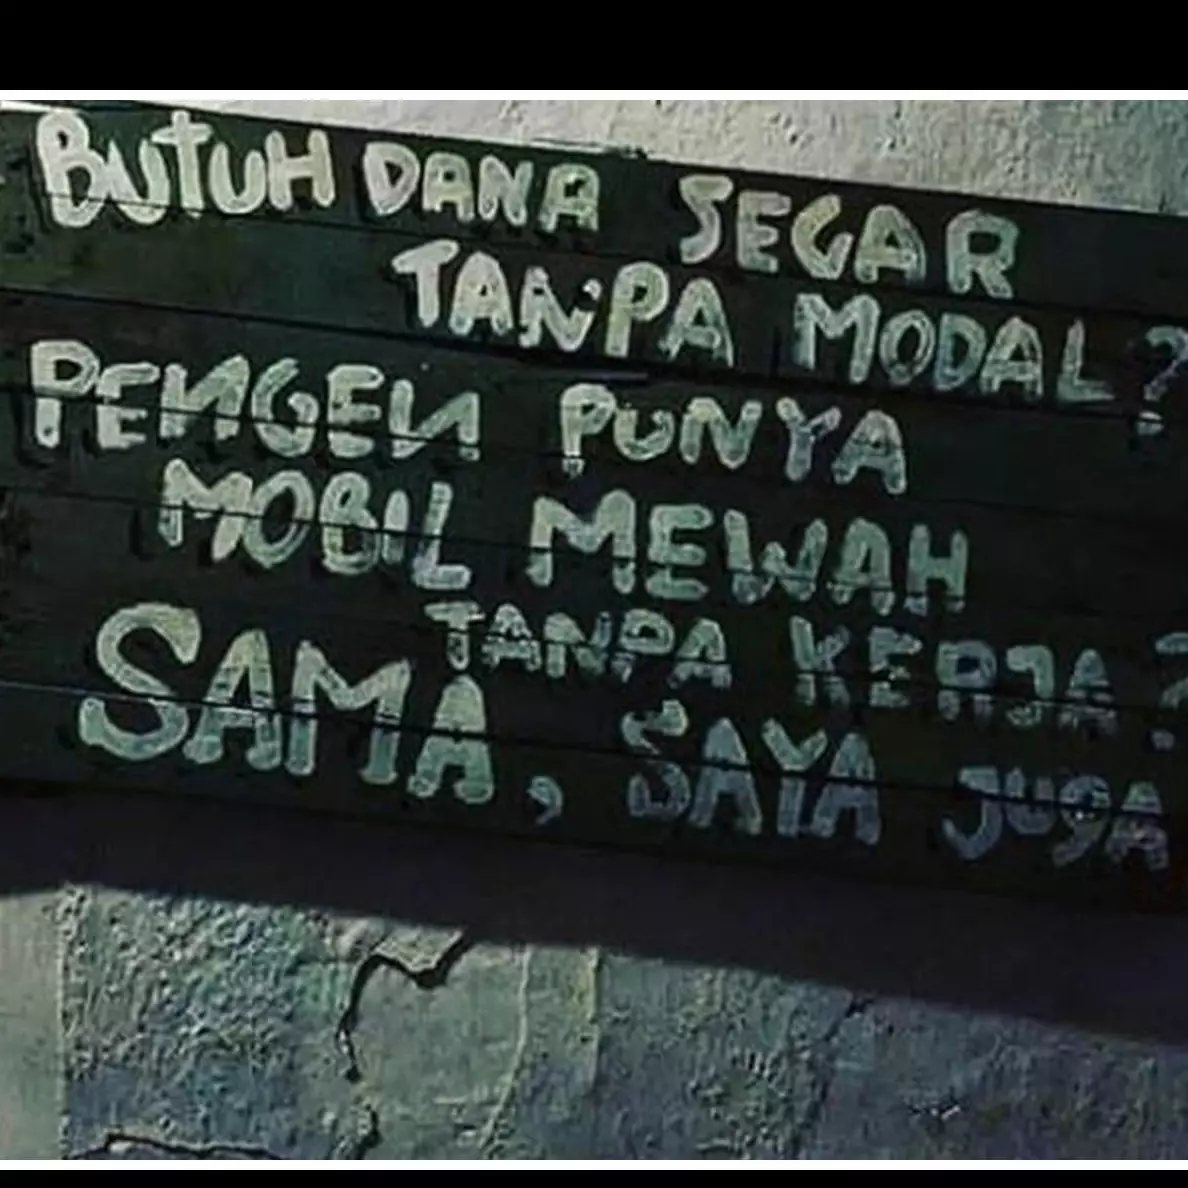 BUTUH DANA SEGAR
TANPA MODAL?
PENGEN PUNYA
MOBIL MEWAH
TANPA KERJA?
SAMA, SAYA JUGA